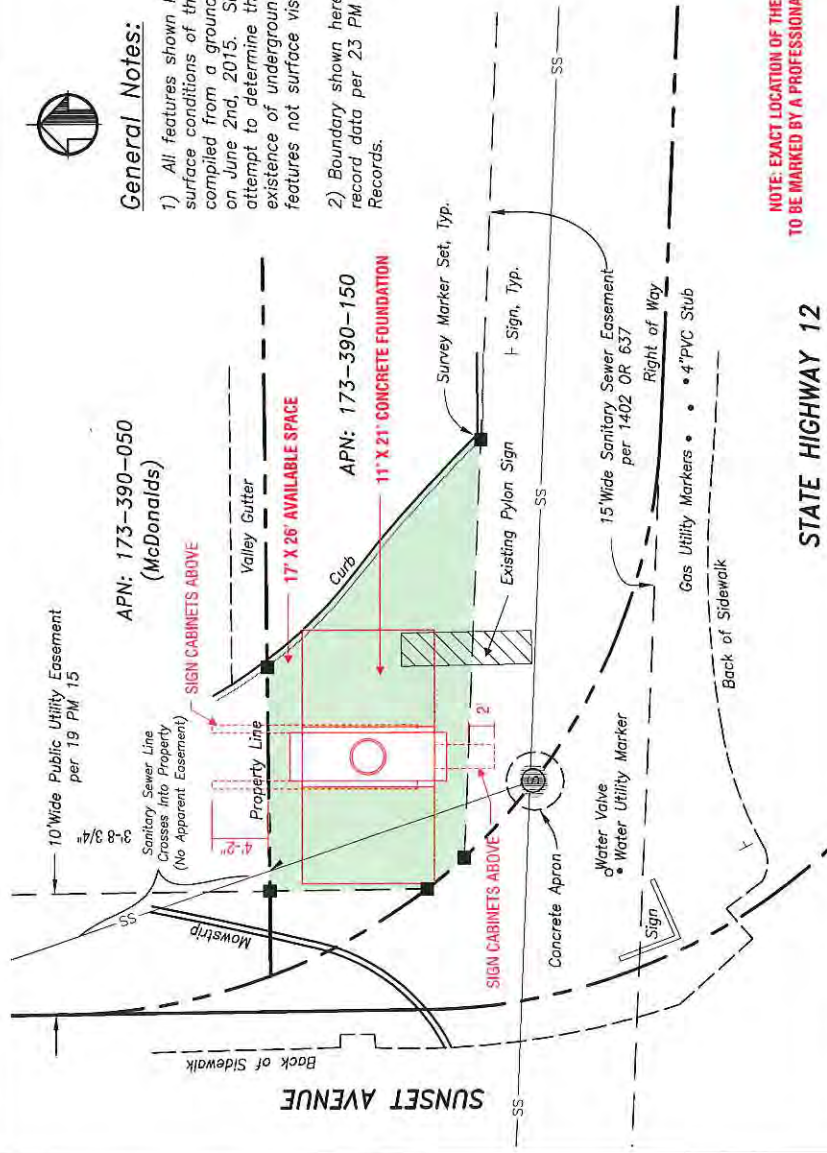 General Notes:
1) All features shown
surface conditions of th
compiled from a ground
on June 2nd, 2015. S
attempt to determine th
existence of underground
features not surface vis
2) Boundary shown here
record data per 23 PM
Records.
10'Wide Public Utility Easement
per 19 PM 15
3'-8 3/4"
Sanitary Sewer Line
Crosses Into Property
(No Apparent Easement)
APN: 173-390-050
(McDonalds)
Valley Gutter
SIGN CABINETS ABOVE
4'-2"
Property Line
17' X 26' AVAILABLE SPACE
APN: 173-390-150
11' X 21' CONCRETE FOUNDATION
Curb
Survey Marker Set, Typ.
Sign, Typ.
Existing Pylon Sign
2'
SIGN CABINETS ABOVE
SS
Mowstrip
Back of Sidewalk
SUNSET AVENUE
SS
SS
SS
Concrete Apron
Water Valve
Water Utility Marker
Sign
15'Wide Sanitary Sewer Easement
per 1402 OR 637
Right of Way
Gas Utility Markers
4"PVC Stub
Back of Sidewalk
STATE HIGHWAY 12
NOTE: EXACT LOCATION OF THE
TO BE MARKED BY A PROFESSIONA